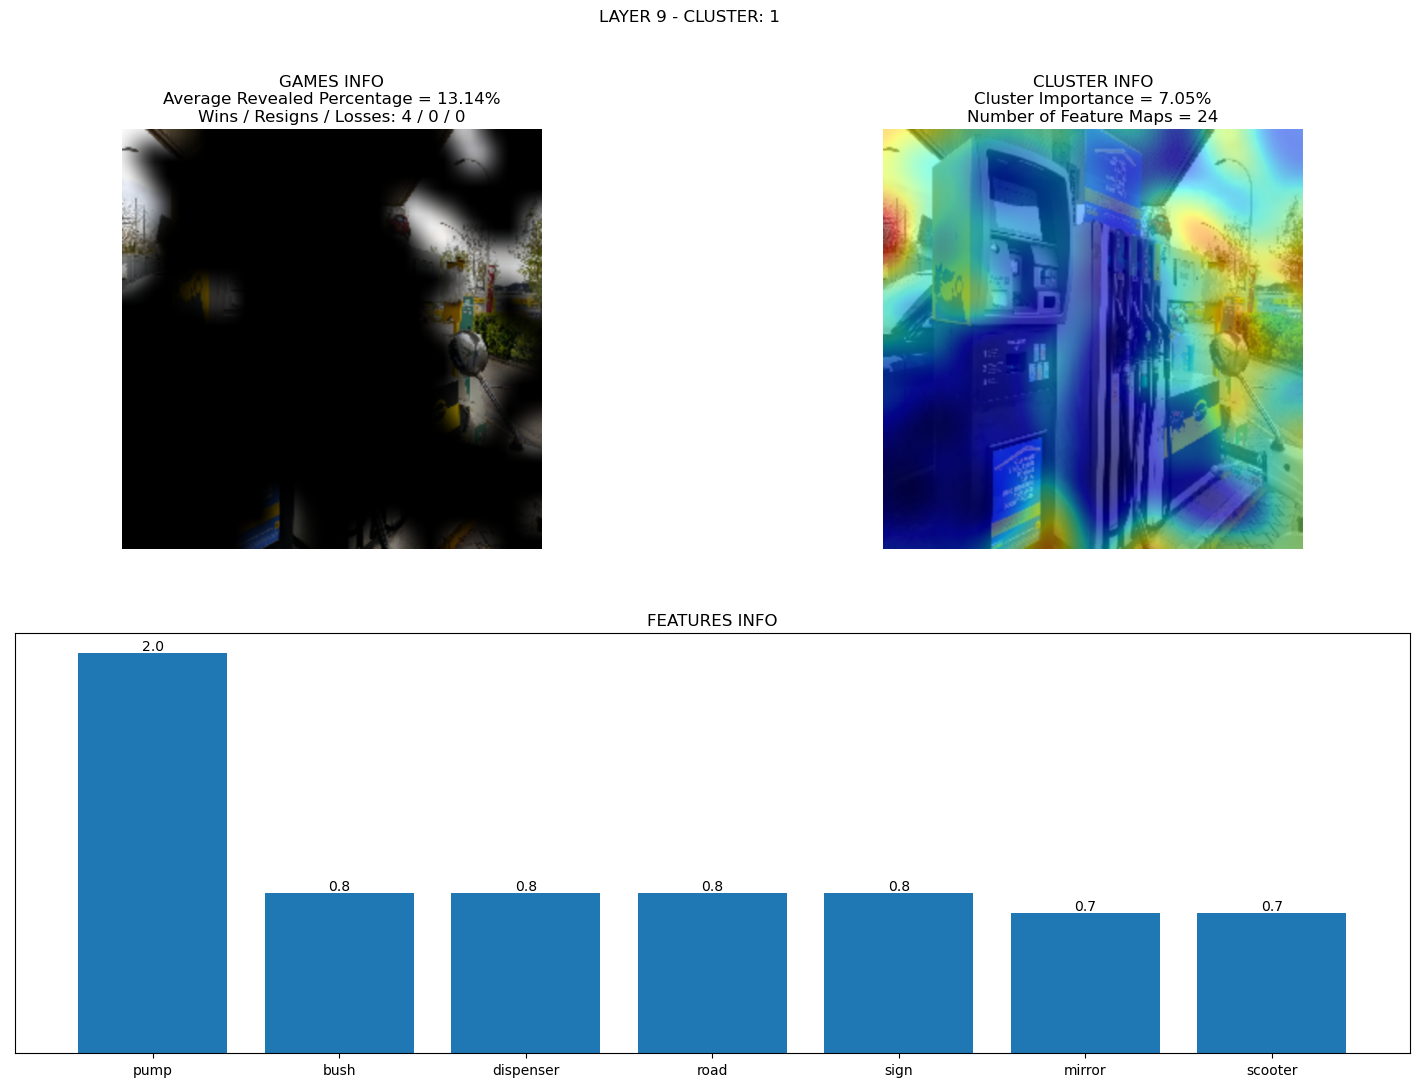 LAYER 9 - CLUSTER: 1
GAMES INFO
Average Revealed Percentage = 13.14%
Wins / Resigns / Losses: 4 / 0 / 0
CLUSTER INFO
Cluster Importance = 7.05%
Number of Feature Maps = 24
FEATURES INFO
2.0
0.8
0.8
0.8
0.8
0.7
0.7
pump
bush
dispenser
road
sign
mirror
scooter